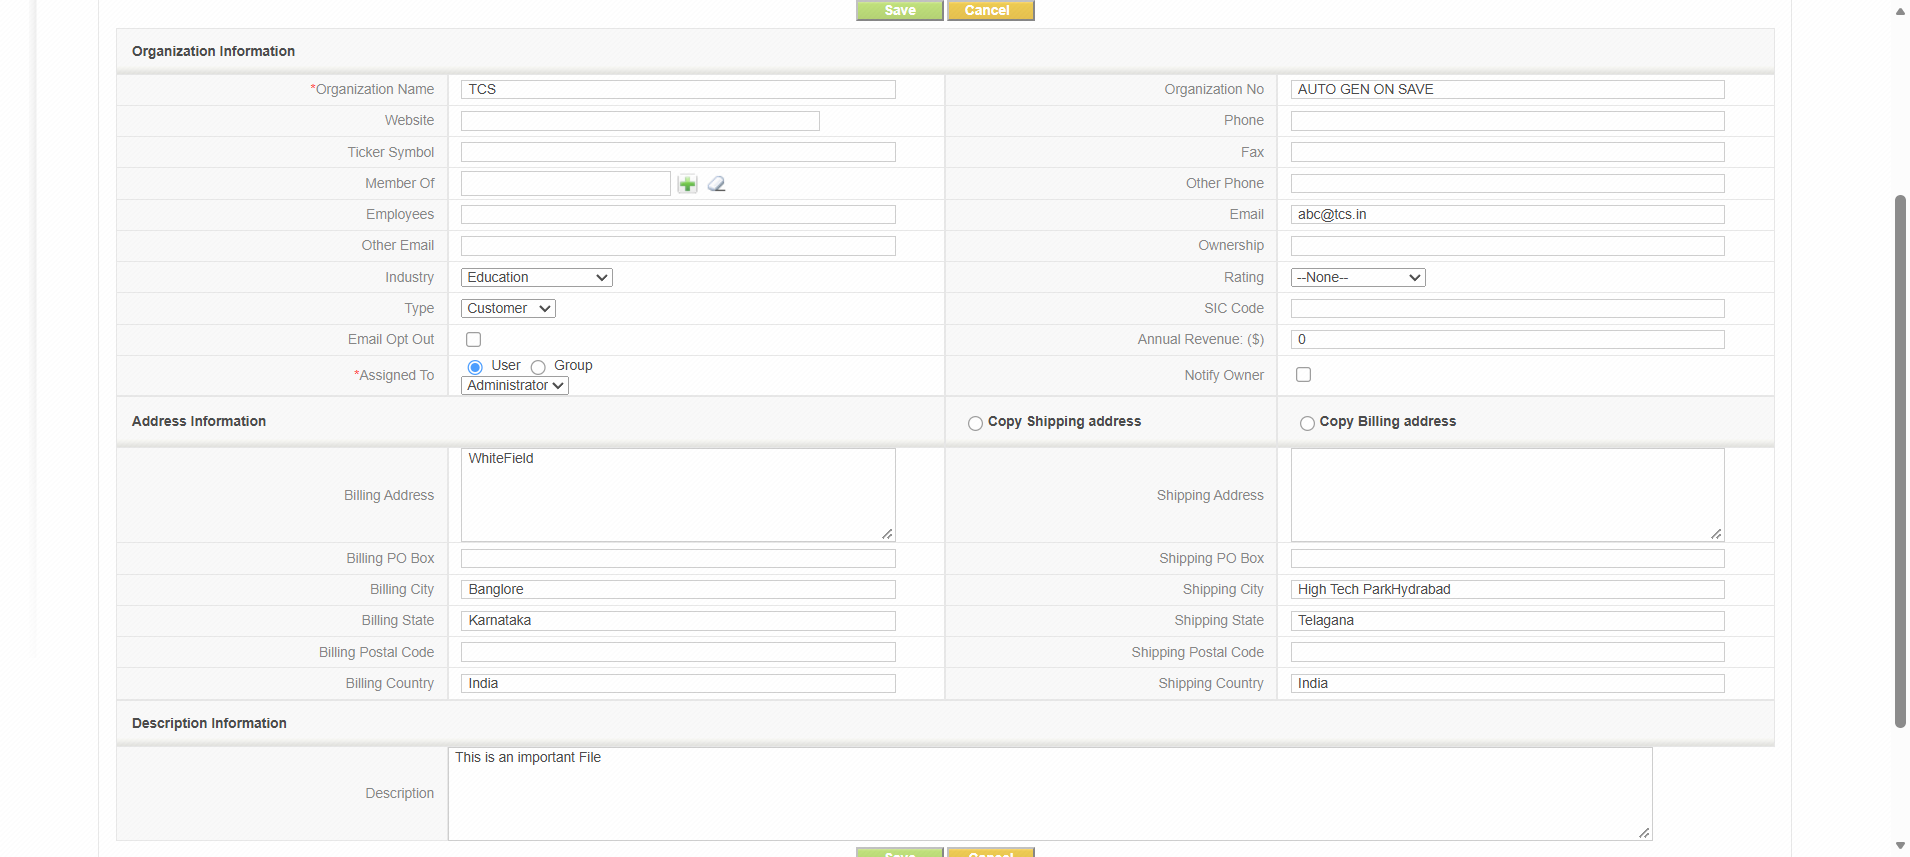 Save Cancel
Organization Information
*Organization Name TCS Organization No AUTO GEN ON SAVE
Website Phone
Ticker Symbol Fax
Member Of Other Phone
Employees Email abc@tcs.in
Other Email Ownership
Industry Education Rating --None--
Type Customer SIC Code
Email Opt Out Annual Revenue: ($) 0
*Assigned To User Group Administrator Notify Owner
Address Information Copy Shipping address Copy Billing address
Billing Address WhiteField Shipping Address
Billing PO Box Shipping PO Box
Billing City Banglore Shipping City High Tech ParkHydrabad
Billing State Karnataka Shipping State Telagana
Billing Postal Code Shipping Postal Code
Billing Country India Shipping Country India
Description Information
Description This is an important File
Save Cancel